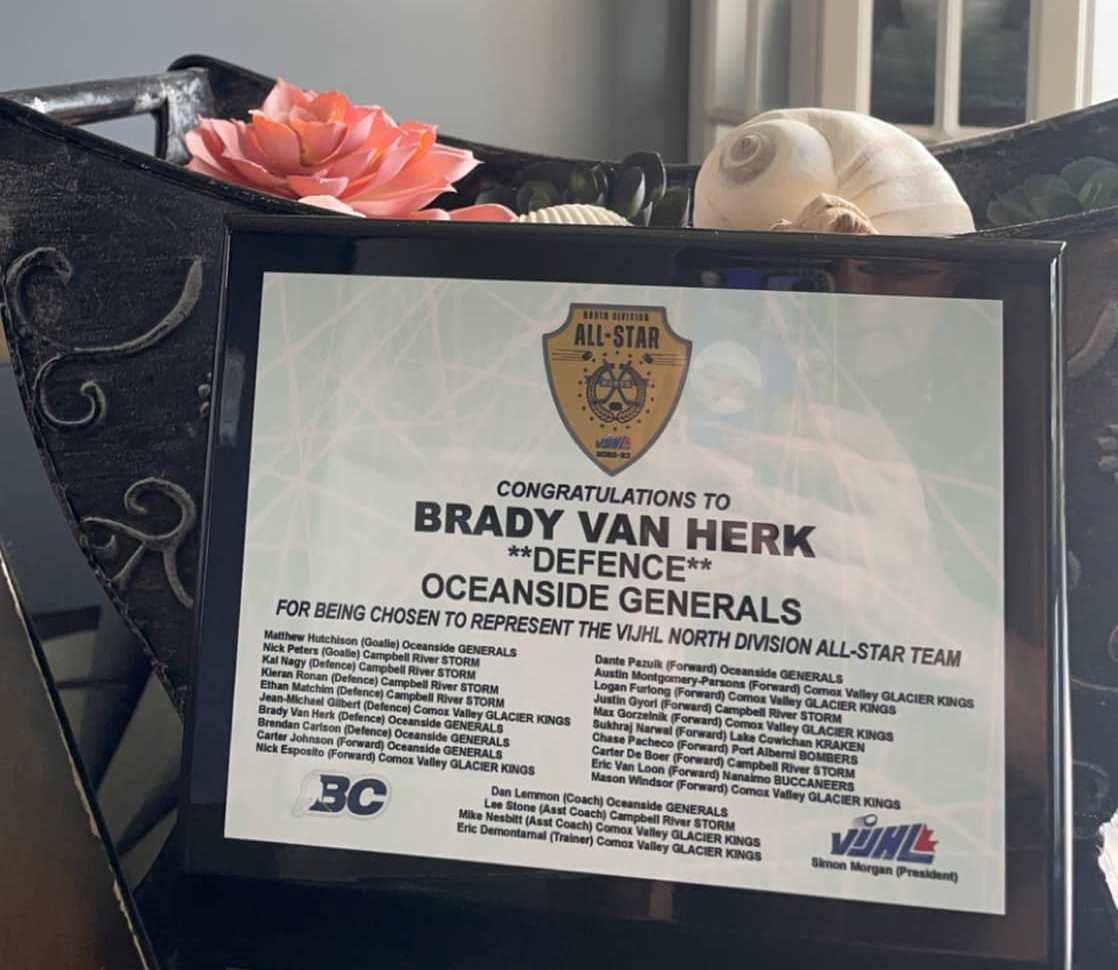 NORTH DIVISION
ALL-STAR
NORTH
VIJHL
2022-23
CONGRATULATIONS TO
BRADY VAN HERK
**DEFENCE**
OCEANSIDE GENERALS
FOR BEING CHOSEN TO REPRESENT THE VIJHL NORTH DIVISION ALL-STAR TEAM
Matthew Hutchison (Goalie) Oceanside GENERALS
Nick Peters (Goalie) Campbell River STORM
Kai Nagy (Defence) Campbell River STORM
Kieran Ronan (Defence) Campbell River STORM
Ethan Matchim (Defence) Campbell River STORM
Jean-Michael Gilbert (Defence) Comox Valley GLACIER KINGS
Brady Van Herk (Defence) Oceanside GENERALS
Brendan Carlson (Defence) Oceanside GENERALS
Carter Johnson (Forward) Oceanside GENERALS
Nick Esposito (Forward) Comox Valley GLACIER KINGS
Dante Pazulk (Forward) Oceanside GENERALS
Austin Montgomery-Parsons (Forward) Comox Valley GLACIER KINGS
Logan Furlong (Forward) Comox Valley GLACIER KINGS
Justin Gyori (Forward) Campbell River STORM
Max Gorzelnik (Forward) Comox Valley GLACIER KINGS
Sukhraj Narwal (Forward) Lake Cowichan KRAKEN
Chase Pacheco (Forward) Port Alberni BOMBERS
Carter De Boer (Forward) Campbell River STORM
Eric Van Loon (Forward) Nanaimo BUCCANEERS
Mason Windsor (Forward) Comox Valley GLACIER KINGS
Dan Lemmon (Coach) Oceanside GENERALS
Lee Stone (Asst Coach) Campbell River STORM
Mike Nesbitt (Asst Coach) Comox Valley GLACIER KINGS
Eric Demontarnal (Trainer) Comox Valley GLACIER KINGS
BC
VIJHL
Simon Morgan (President)